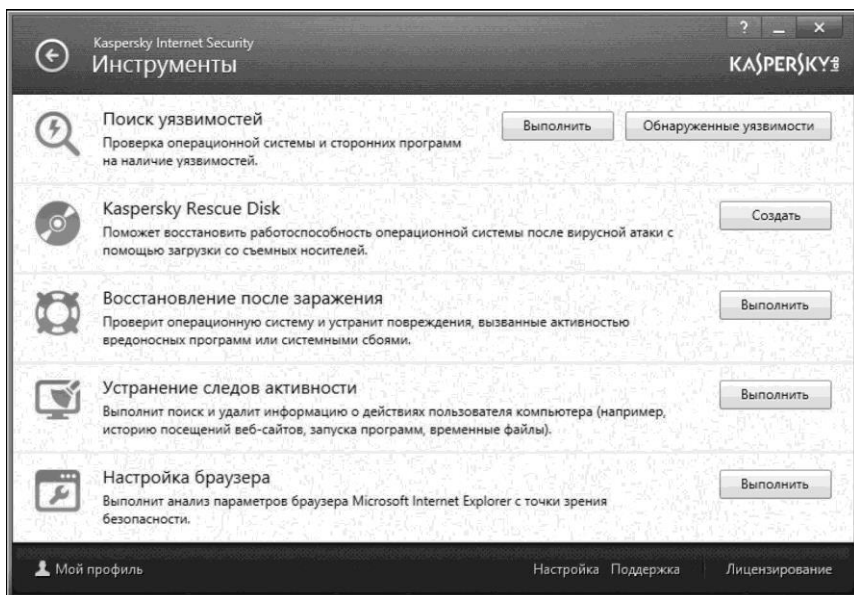 ? _ x
Kaspersky Internet Security
Инструменты
KASPERSKY lab
Поиск уязвимостей
Проверка операционной системы и сторонних программ
на наличие уязвимостей.
Выполнить
Обнаруженные уязвимости
Kaspersky Rescue Disk
Поможет восстановить работоспособность операционной системы после вирусной атаки с
помощью загрузки со съемных носителей.
Создать
Восстановление после заражения
Проверит операционную систему и устранит повреждения, вызванные активностью
вредоносных программ или системными сбоями.
Выполнить
Устранение следов активности
Выполнит поиск и удалит информацию о действиях пользователя компьютера (например,
историю посещений веб-сайтов, запуска программ, временные файлы).
Выполнить
Настройка браузера
Выполнит анализ параметров браузера Microsoft Internet Explorer с точки зрения
безопасности.
Выполнить
Мой профиль
Настройка Поддержка Лицензирование